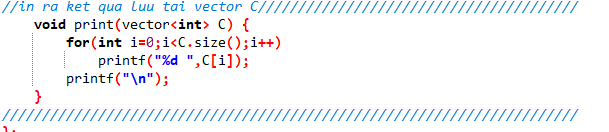 //in ra ket qua luu tai vector C////////////////////////////////////////
void print(vector<int> C) {
for(int i=0;i<C.size();i++)
printf("%d ",C[i]);
printf("\n");
}
////////////////////////////////////////////////////////////////////////
};